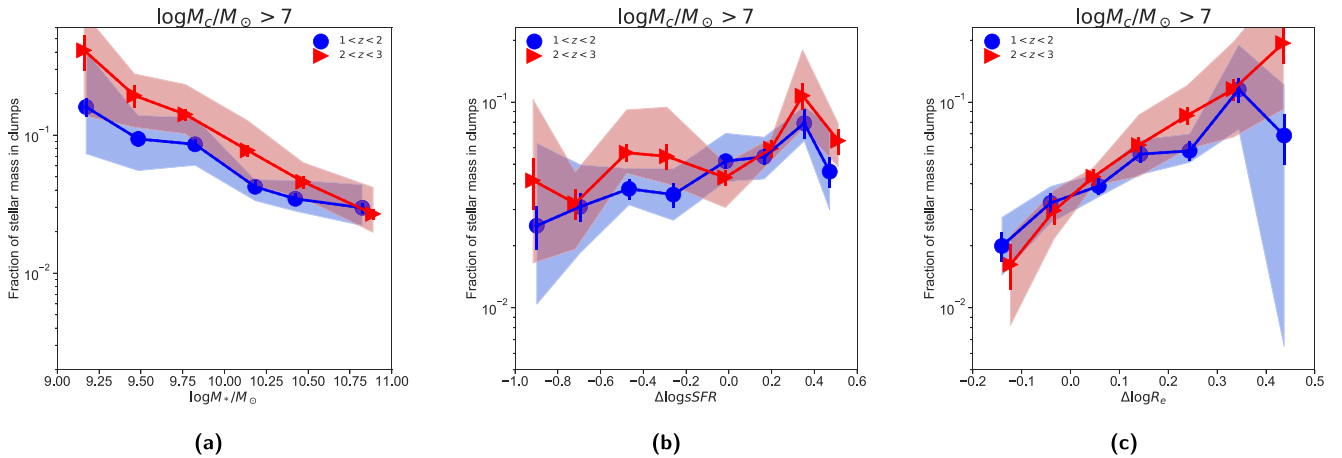 logM_c/M_⊙ > 7
1 < z < 2
2 < z < 3
Fraction of stellar mass in dumps
10^{-1}
10^{-2}
9.00 9.25 9.50 9.75 10.00 10.25 10.50 10.75 11.00
logM_*/M_⊙
(a)
logM_c/M_⊙ > 7
1 < z < 2
2 < z < 3
Fraction of stellar mass in dumps
10^{-1}
10^{-2}
−1.0 −0.8 −0.6 −0.4 −0.2 0.0 0.2 0.4 0.6
ΔlogsSFR
(b)
logM_c/M_⊙ > 7
1 < z < 2
2 < z < 3
Fraction of stellar mass in dumps
10^{-1}
10^{-2}
−0.2 −0.1 0.0 0.1 0.2 0.3 0.4 0.5
ΔlogR_e
(c)